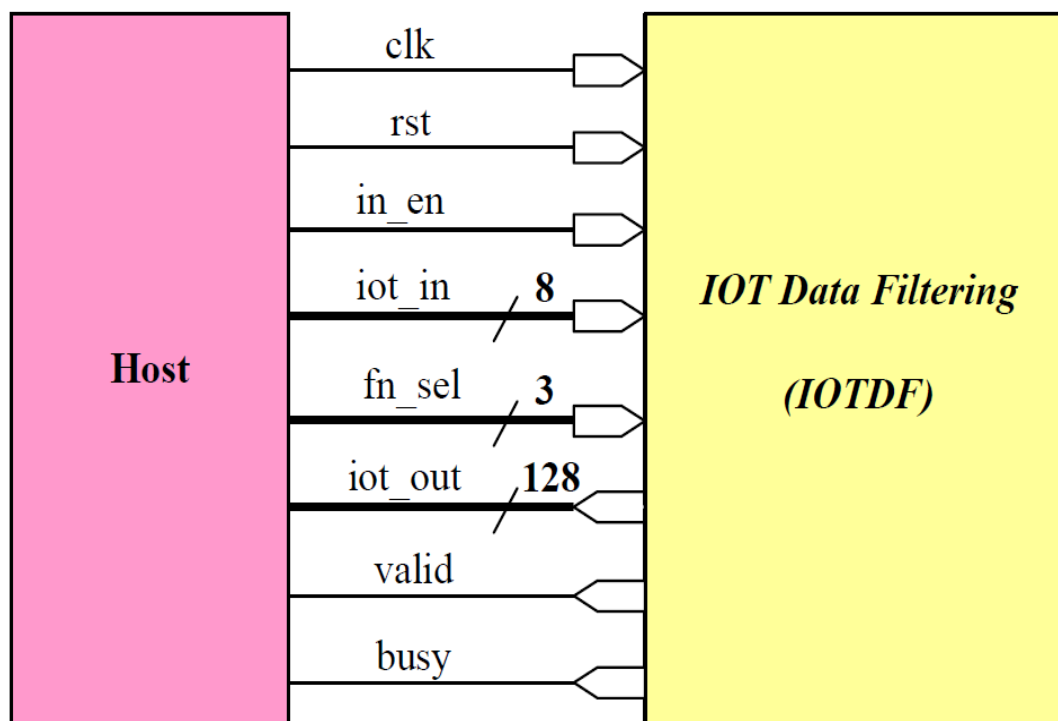 clk
rst
in_en
iot_in 8
fn_sel 3
iot_out 128
valid
busy
Host
IOT Data Filtering
(IOTDF)